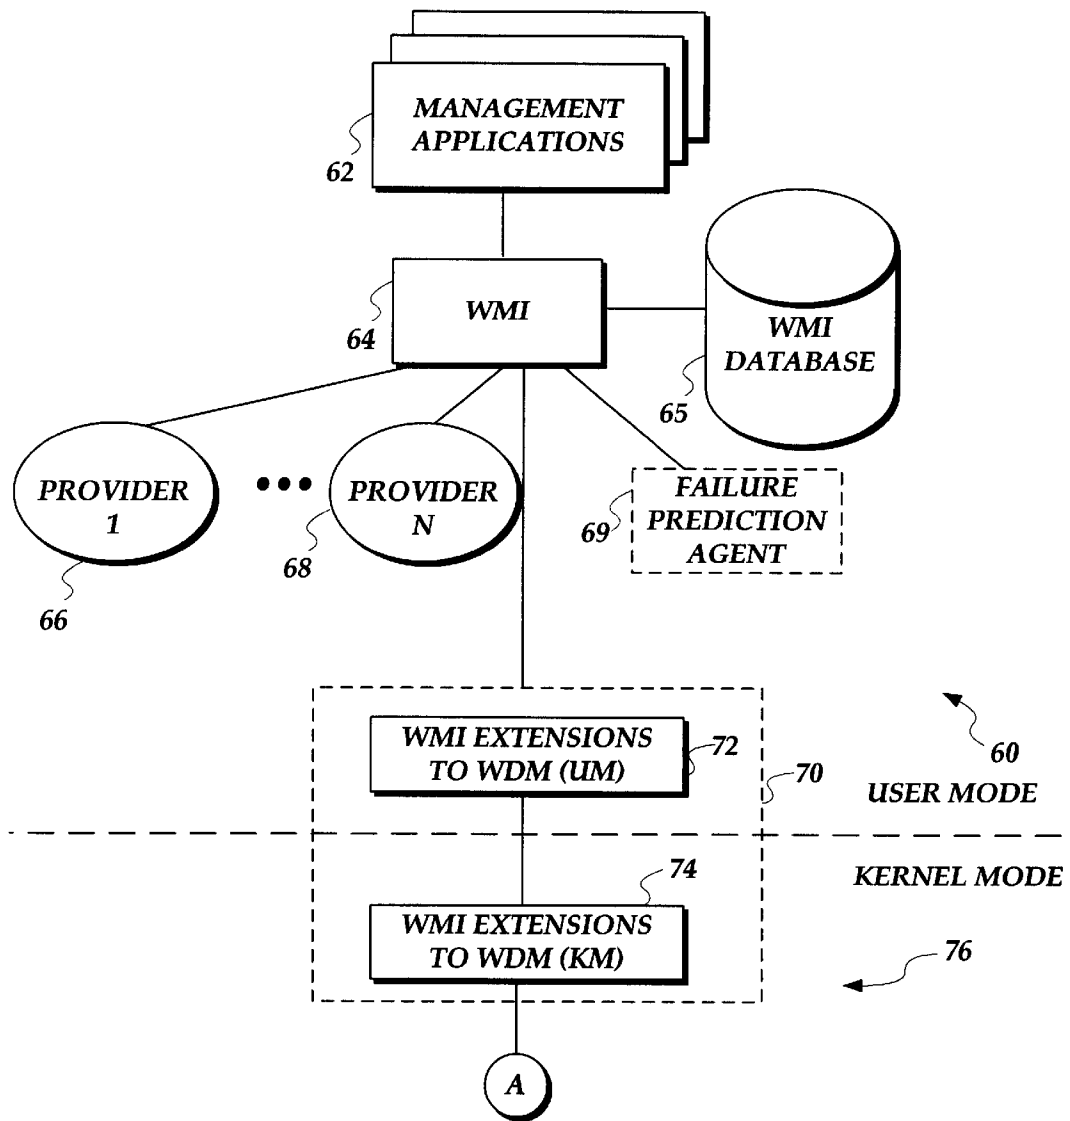 MANAGEMENT
APPLICATIONS
62
WMI
64
WMI
DATABASE
65
PROVIDER
1
66
•••
PROVIDER
N
68
FAILURE
PREDICTION
AGENT
69
WMI EXTENSIONS
TO WDM (UM)
72
70
60
USER MODE
KERNEL MODE
74
WMI EXTENSIONS
TO WDM (KM)
76
A